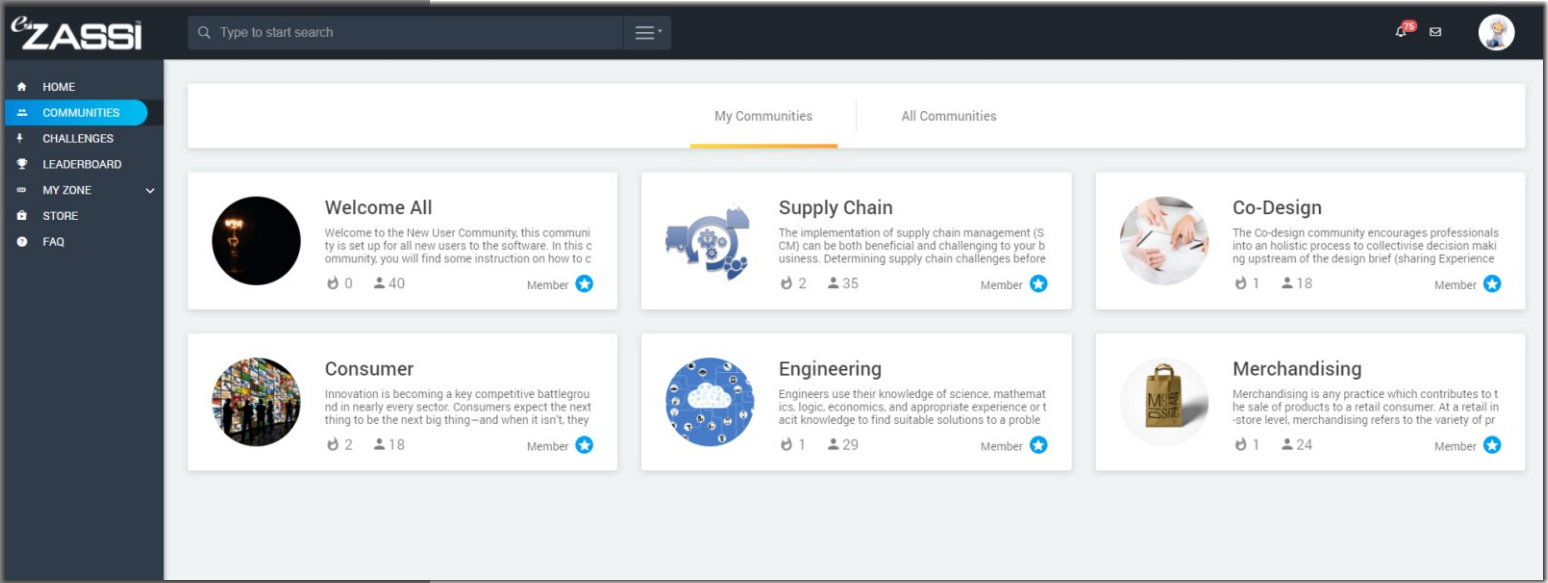 eZASSI
Type to start search
75
HOME
COMMUNITIES
CHALLENGES
LEADERBOARD
MY ZONE
STORE
FAQ
My Communities
All Communities
Welcome All
Welcome to the New User Community, this communi
ty is set up for all new users to the software. In this c
ommunity, you will find some instruction on how to c
0 40
Member
Supply Chain
The implementation of supply chain management (S
CM) can be both beneficial and challenging to your b
usiness. Determining supply chain challenges before
2 35
Member
Co-Design
The Co-design community encourages professionals
into an holistic process to collectivise decision maki
ng upstream of the design brief (sharing Experience
1 18
Member
Consumer
Innovation is becoming a key competitive battlegrou
nd in nearly every sector. Consumers expect the next
thing to be the next big thing—and when it isn't, they
2 18
Member
Engineering
Engineers use their knowledge of science, mathemat
ics, logic, economics, and appropriate experience or t
acit knowledge to find suitable solutions to a proble
1 29
Member
Merchandising
Merchandising is any practice which contributes to t
he sale of products to a retail consumer. At a retail in
-store level, merchandising refers to the variety of pr
1 24
Member